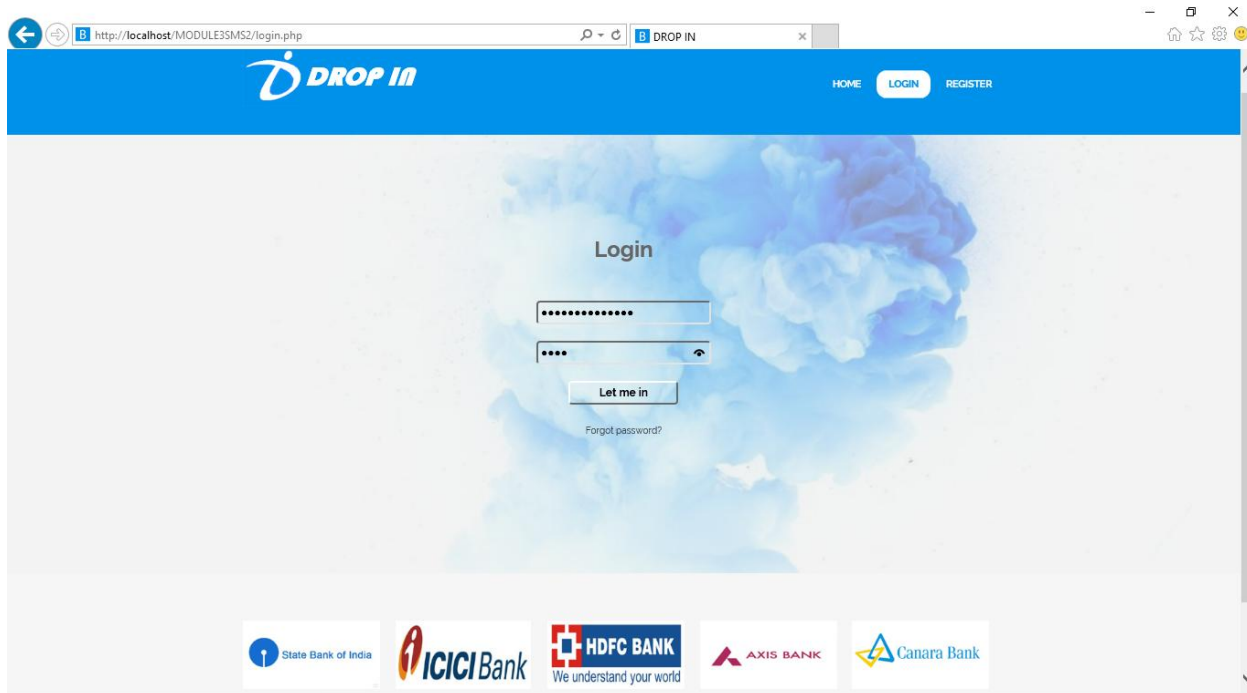 http://localhost/MODULE3SMS2/login.php
B DROP IN
DROP IN
HOME LOGIN REGISTER
Login
••••••••••••••
••••
Let me in
Forgot password?
State Bank of India
ICICI Bank
HDFC BANK
We understand your world
AXIS BANK
Canara Bank